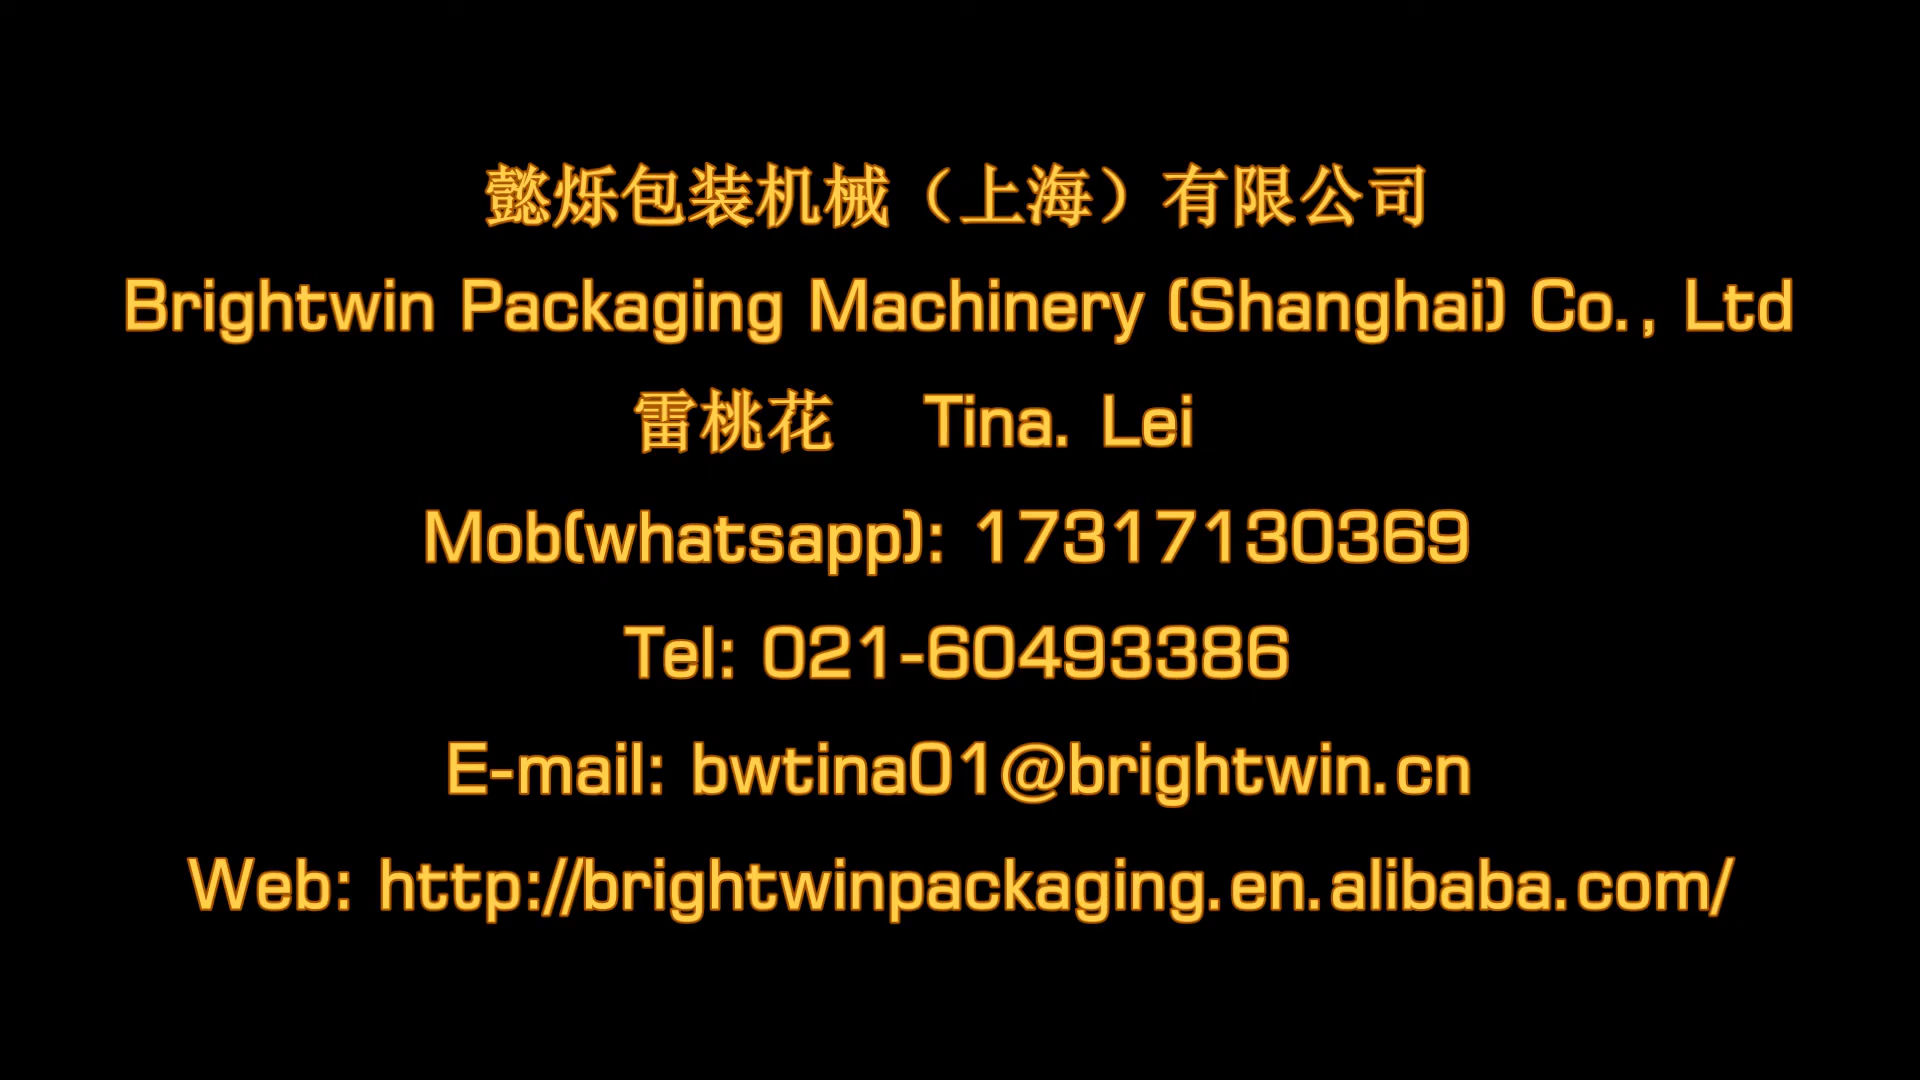 懿烁包装机械（上海）有限公司
Brightwin Packaging Machinery (Shanghai) Co., Ltd
雷桃花 Tina. Lei
Mob(whatsapp): 17317130369
Tel: 021-60493386
E-mail: bwtina01@brightwin.cn
Web: http://brightwinpackaging.en.alibaba.com/